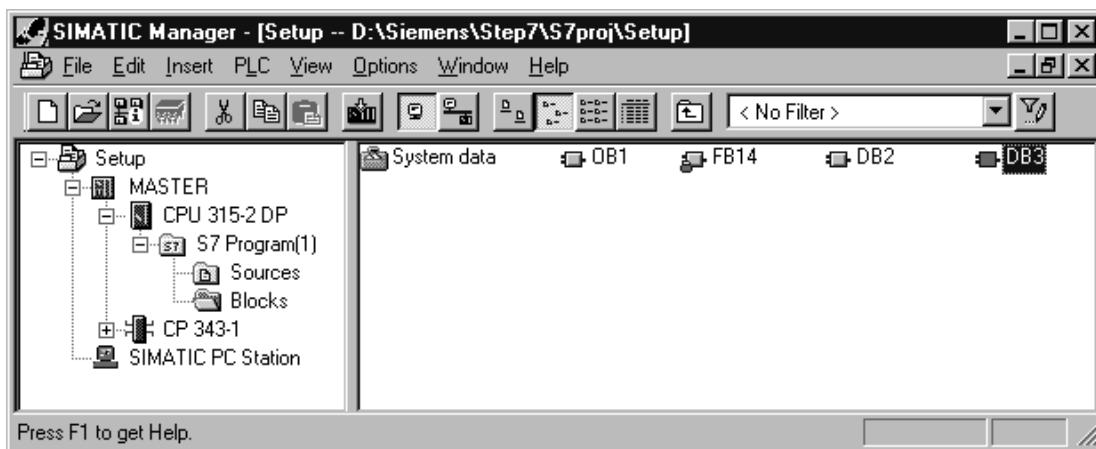 SIMATIC Manager - [Setup -- D:\Siemens\Step7\S7proj\Setup]
File Edit Insert PLC View Options Window Help
< No Filter >
Setup
MASTER
CPU 315-2 DP
S7 Program(1)
Sources
Blocks
CP 343-1
SIMATIC PC Station
System data OB1 FB14 DB2 DB3
Press F1 to get Help.